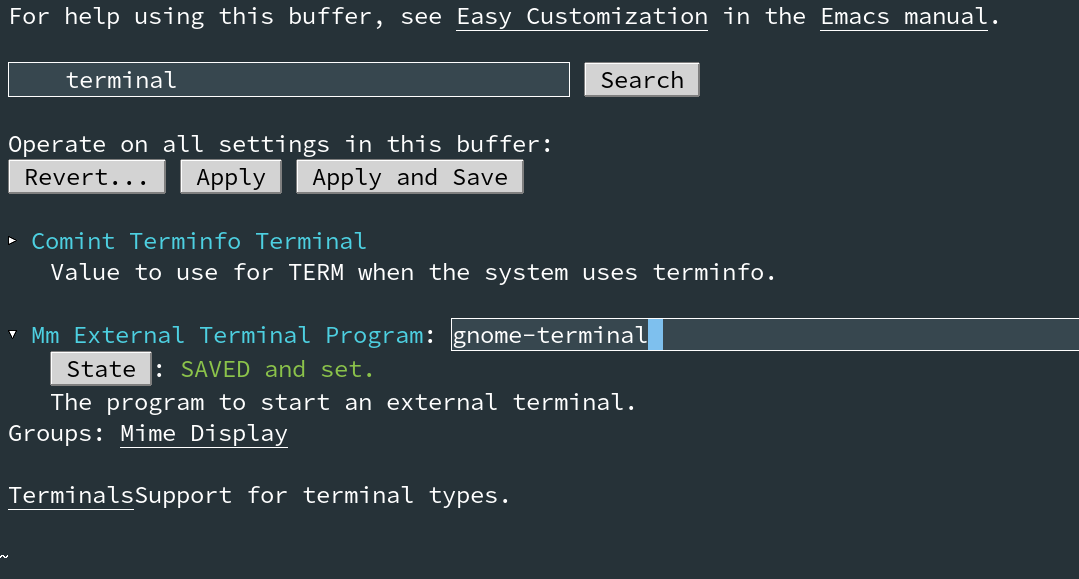 For help using this buffer, see Easy Customization in the Emacs manual.
terminal Search
Operate on all settings in this buffer:
Revert... Apply Apply and Save
Comint Terminfo Terminal
Value to use for TERM when the system uses terminfo.
Mm External Terminal Program: gnome-terminal
State : SAVED and set.
The program to start an external terminal.
Groups: Mime Display
TerminalsSupport for terminal types.
~